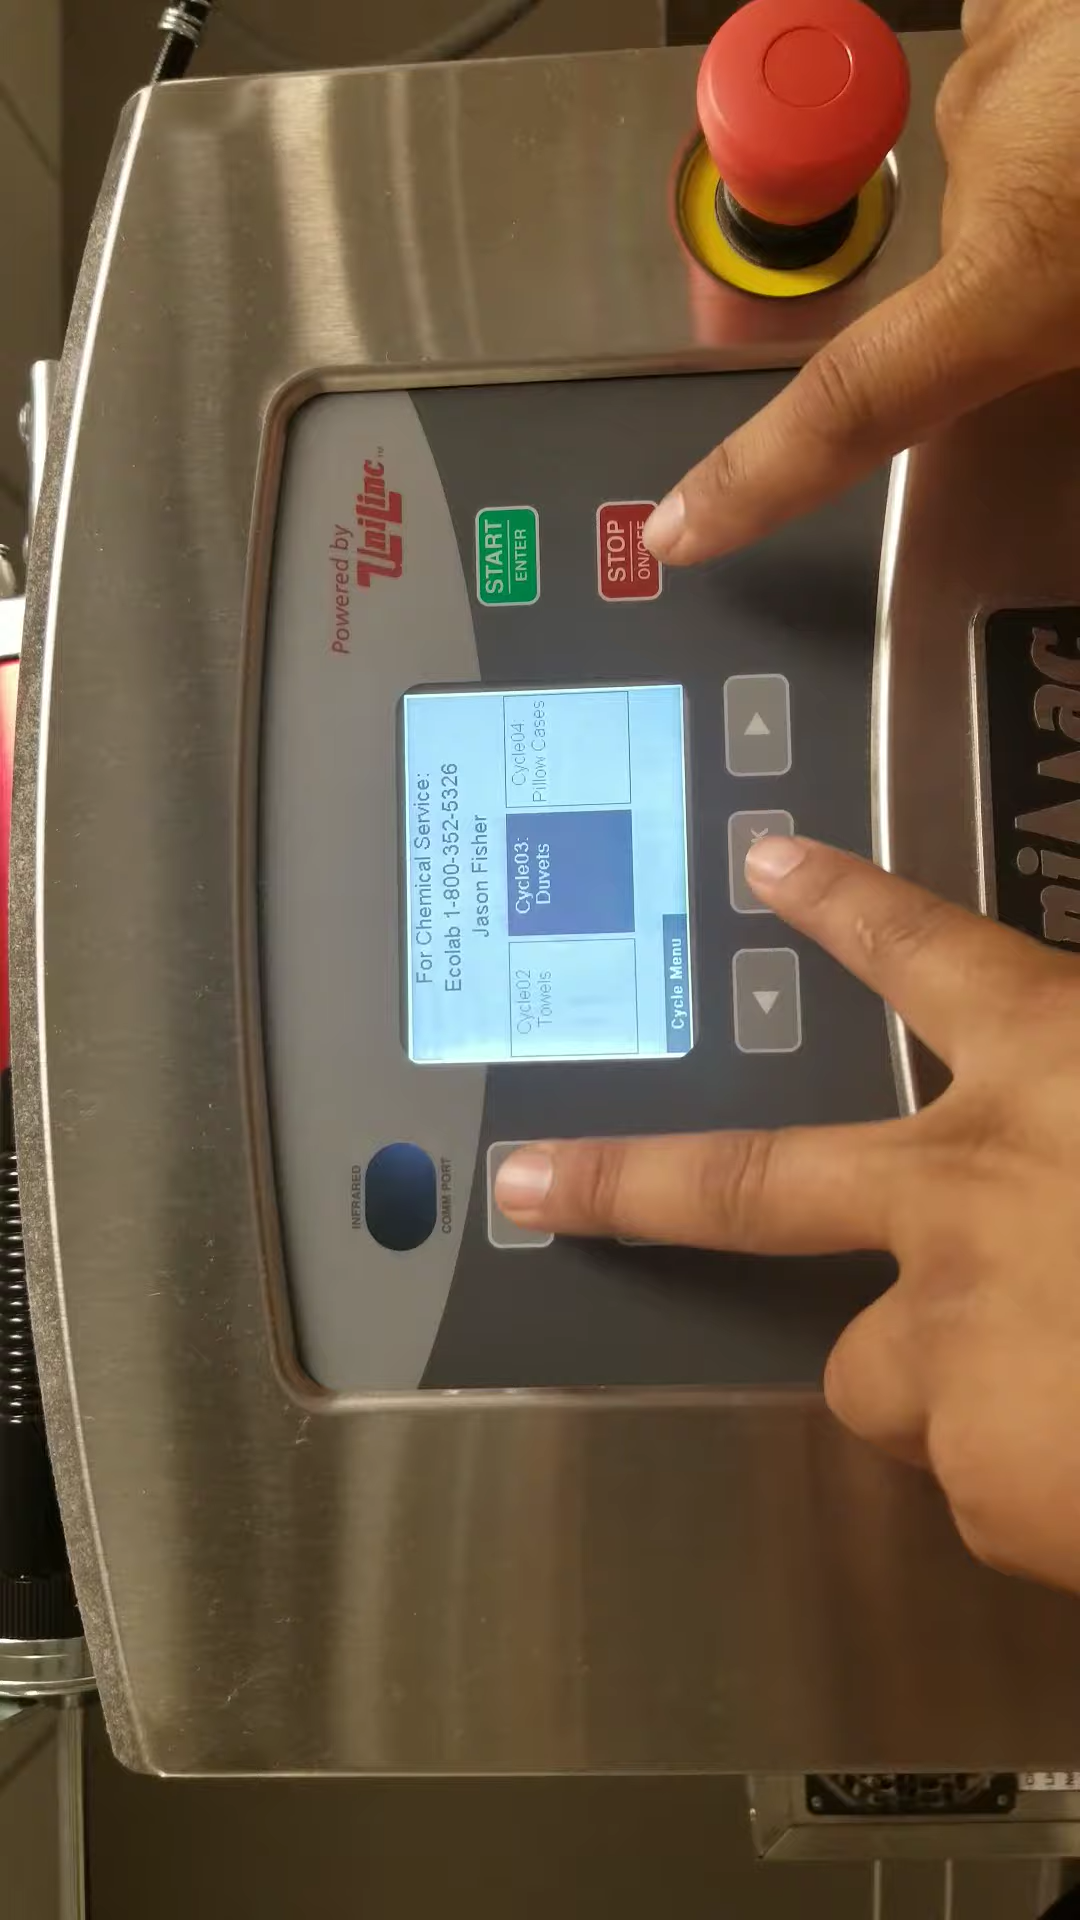 INFRARED
COMM PORT
Powered by
UniLinc™
For Chemical Service:
Ecolab 1-800-352-5326
Jason Fisher
Cycle02
Towels
Cycle03:
Duvets
Cycle04
Pillow Cases
Cycle Menu
START
ENTER
STOP